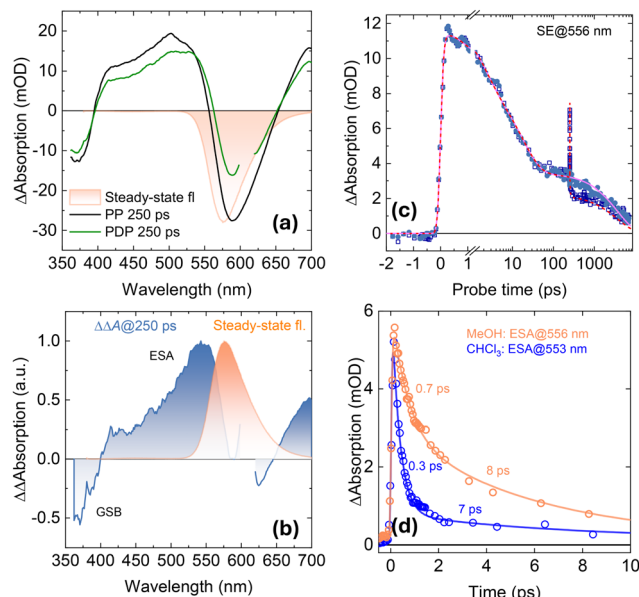 20
10
0
-10
-20
-30
ΔAbsorption (mOD)
Steady-state fl
PP 250 ps
PDP 250 ps
(a)
350 400 450 500 550 600 650 700
Wavelength (nm)
12
10
8
6
4
2
0
ΔAbsorption (mOD)
SE@556 nm
(c)
-2 -1 0 1 10 100 1000
Probe time (ps)
1.0
0.5
0.0
-0.5
ΔΔAbsorption (a.u.)
ΔΔA@250 ps Steady-state fl.
ESA
GSB
(b)
350 400 450 500 550 600 650 700
Wavelength (nm)
6
4
2
0
ΔAbsorption (mOD)
MeOH: ESA@556 nm
CHCl₃: ESA@553 nm
0.7 ps
8 ps
0.3 ps
7 ps
(d)
0 2 4 6 8 10
Time (ps)